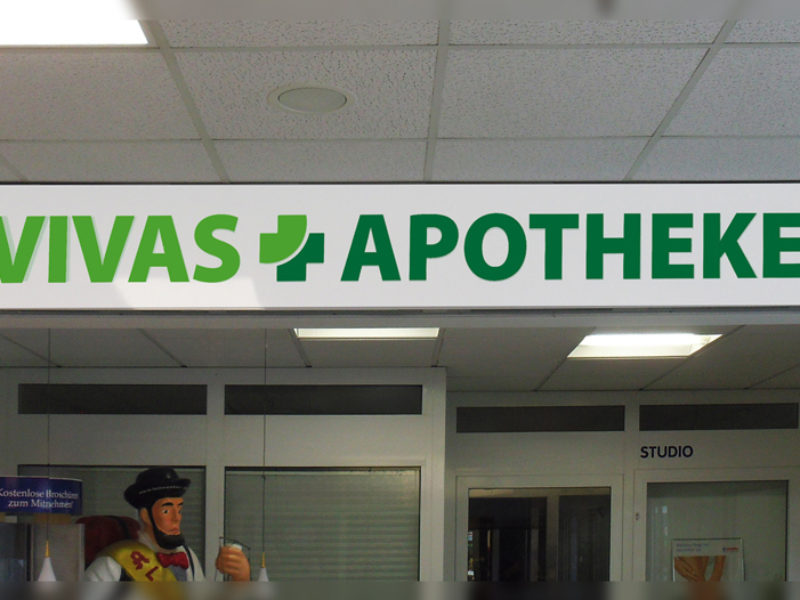 VIVAS APOTHEKE
STUDIO
Kostenlose Broschüre
zum Mitnehmen!